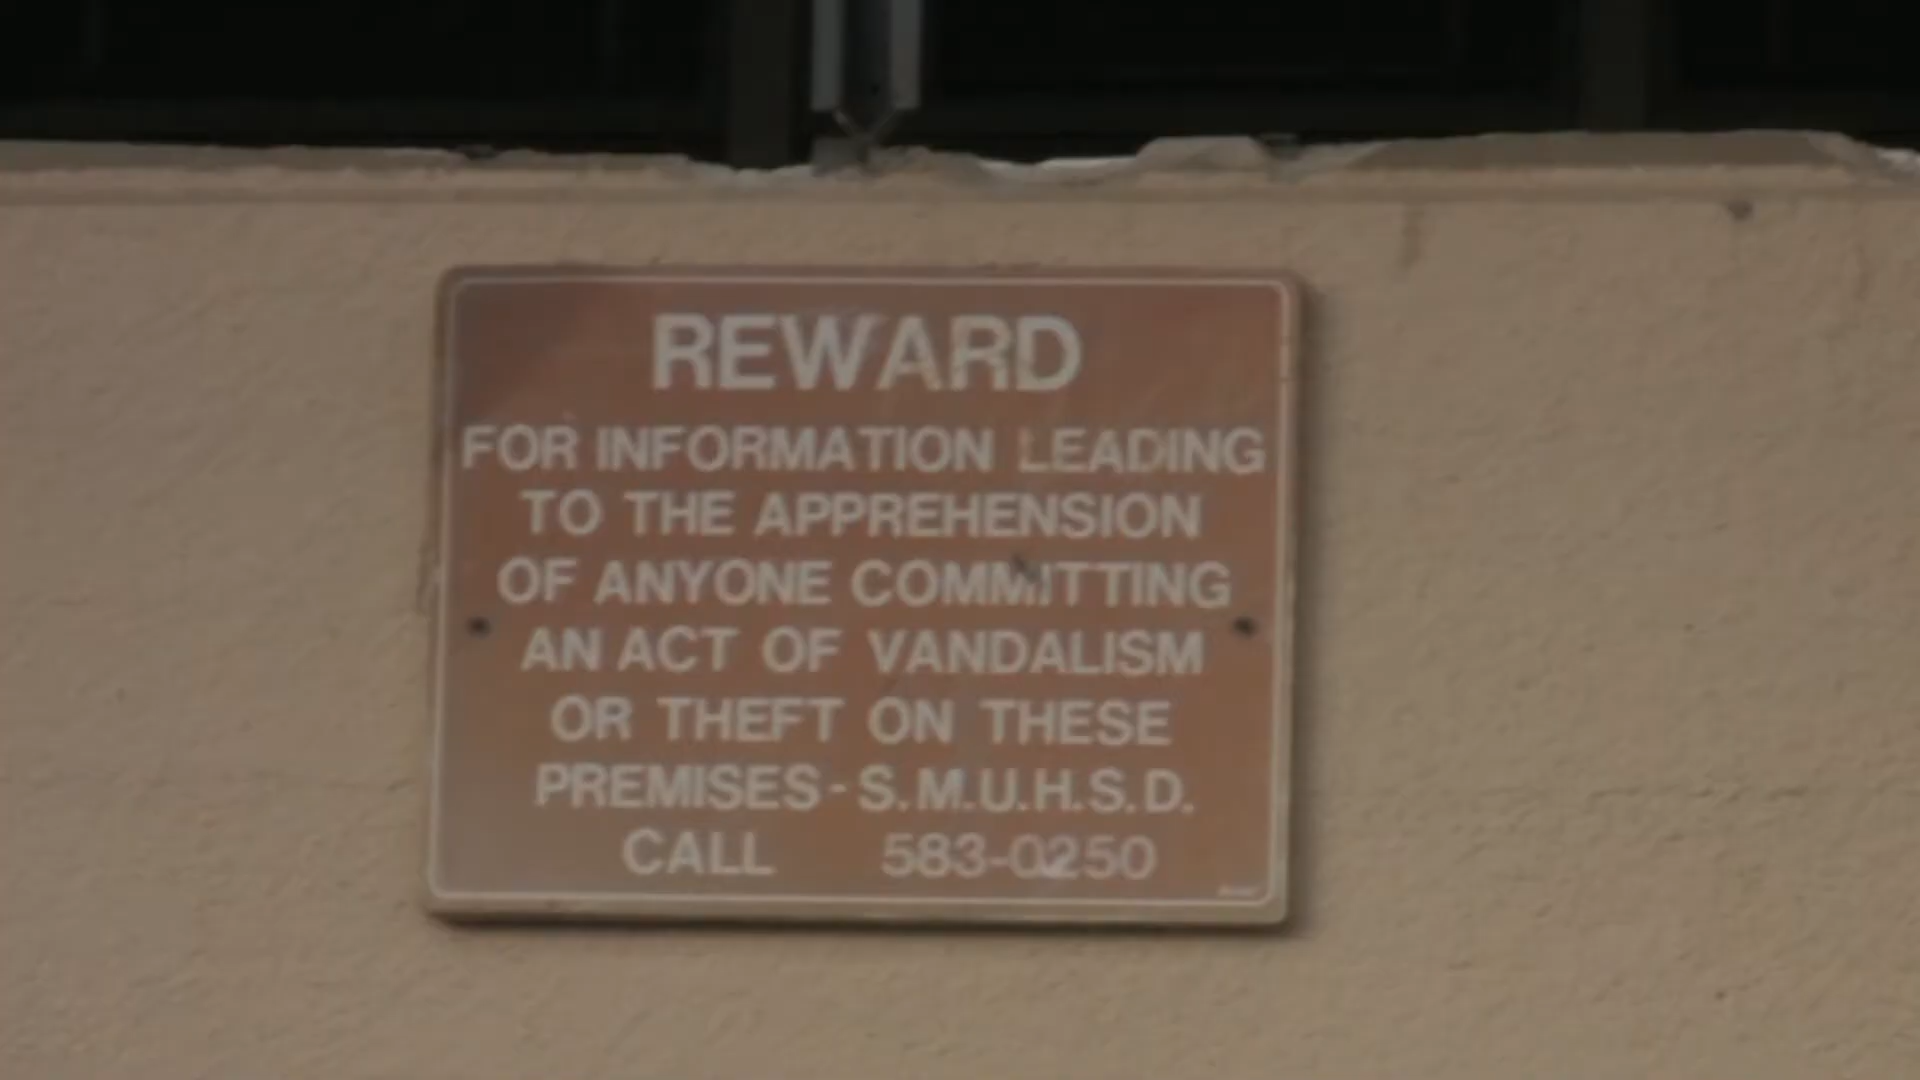 REWARD
FOR INFORMATION LEADING
TO THE APPREHENSION
OF ANYONE COMMITTING
AN ACT OF VANDALISM
OR THEFT ON THESE
PREMISES - S.M.U.H.S.D.
CALL 583-0250